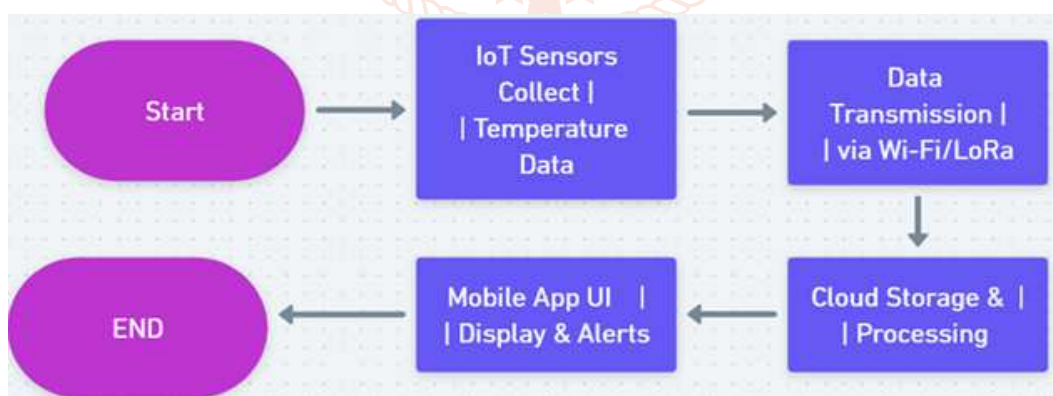 Start
IoT Sensors
Collect |
| Temperature
Data
Data
Transmission |
| via Wi-Fi/LoRa
Cloud Storage & |
| Processing
Mobile App UI |
| Display & Alerts
END